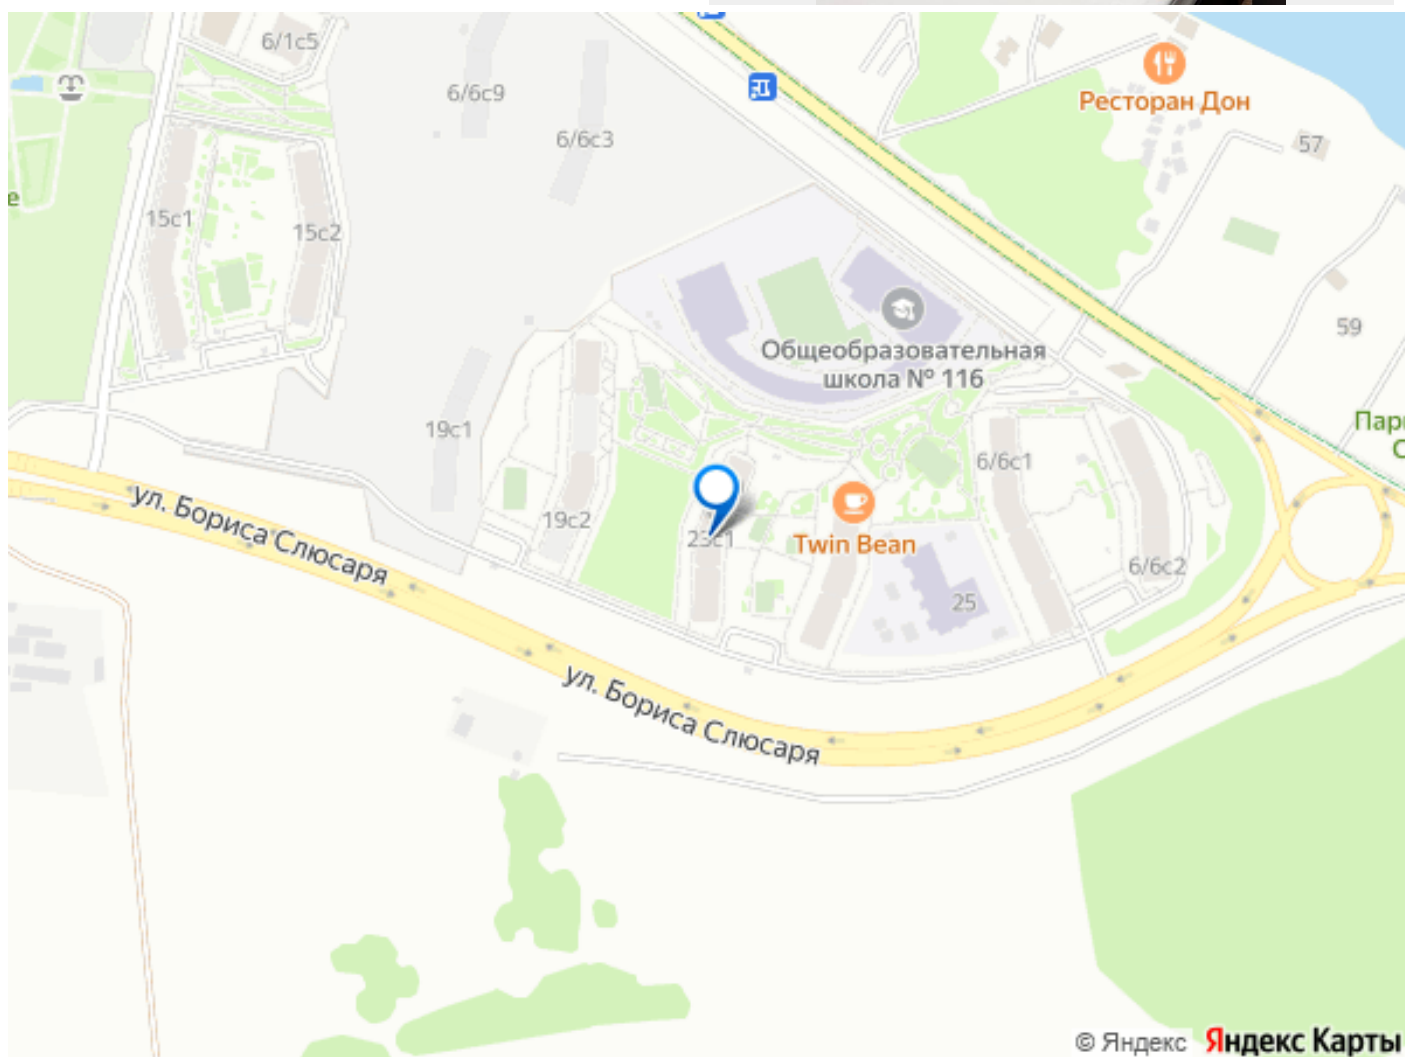 6/1с5
6/6с9
6/6с3
Ресторан Дон
57
15с1
15с2
59
Общеобразовательная
школа № 116
19с1
6/6с1
19с2
23с1
Twin Bean
6/6с2
25
ул. Бориса Слюсаря
ул. Бориса Слюсаря
© Яндекс Яндекс Карты